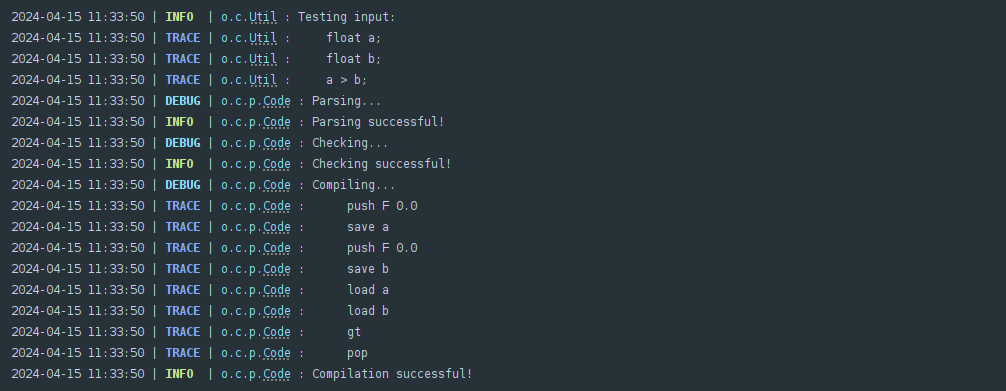 2024-04-15 11:33:50 | INFO  | o.c.Util : Testing input:
2024-04-15 11:33:50 | TRACE | o.c.Util :     float a;
2024-04-15 11:33:50 | TRACE | o.c.Util :     float b;
2024-04-15 11:33:50 | TRACE | o.c.Util :     a > b;
2024-04-15 11:33:50 | DEBUG | o.c.p.Code : Parsing...
2024-04-15 11:33:50 | INFO  | o.c.p.Code : Parsing successful!
2024-04-15 11:33:50 | DEBUG | o.c.p.Code : Checking...
2024-04-15 11:33:50 | INFO  | o.c.p.Code : Checking successful!
2024-04-15 11:33:50 | DEBUG | o.c.p.Code : Compiling...
2024-04-15 11:33:50 | TRACE | o.c.p.Code :      push F 0.0
2024-04-15 11:33:50 | TRACE | o.c.p.Code :      save a
2024-04-15 11:33:50 | TRACE | o.c.p.Code :      push F 0.0
2024-04-15 11:33:50 | TRACE | o.c.p.Code :      save b
2024-04-15 11:33:50 | TRACE | o.c.p.Code :      load a
2024-04-15 11:33:50 | TRACE | o.c.p.Code :      load b
2024-04-15 11:33:50 | TRACE | o.c.p.Code :      gt
2024-04-15 11:33:50 | TRACE | o.c.p.Code :      pop
2024-04-15 11:33:50 | INFO  | o.c.p.Code : Compilation successful!